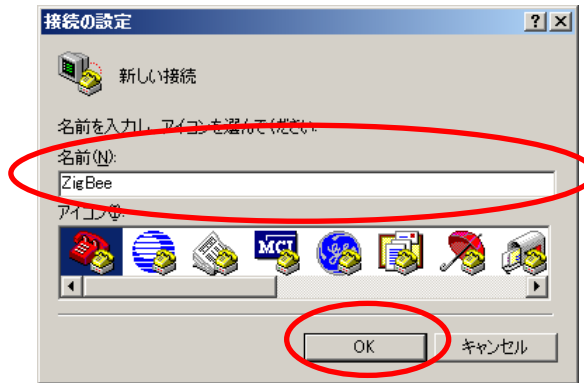 接続の設定
新しい接続
名前を入力し、アイコンを選んでください:
名前(N):
ZigBee
アイコン(I):
MCI
OK
キャンセル